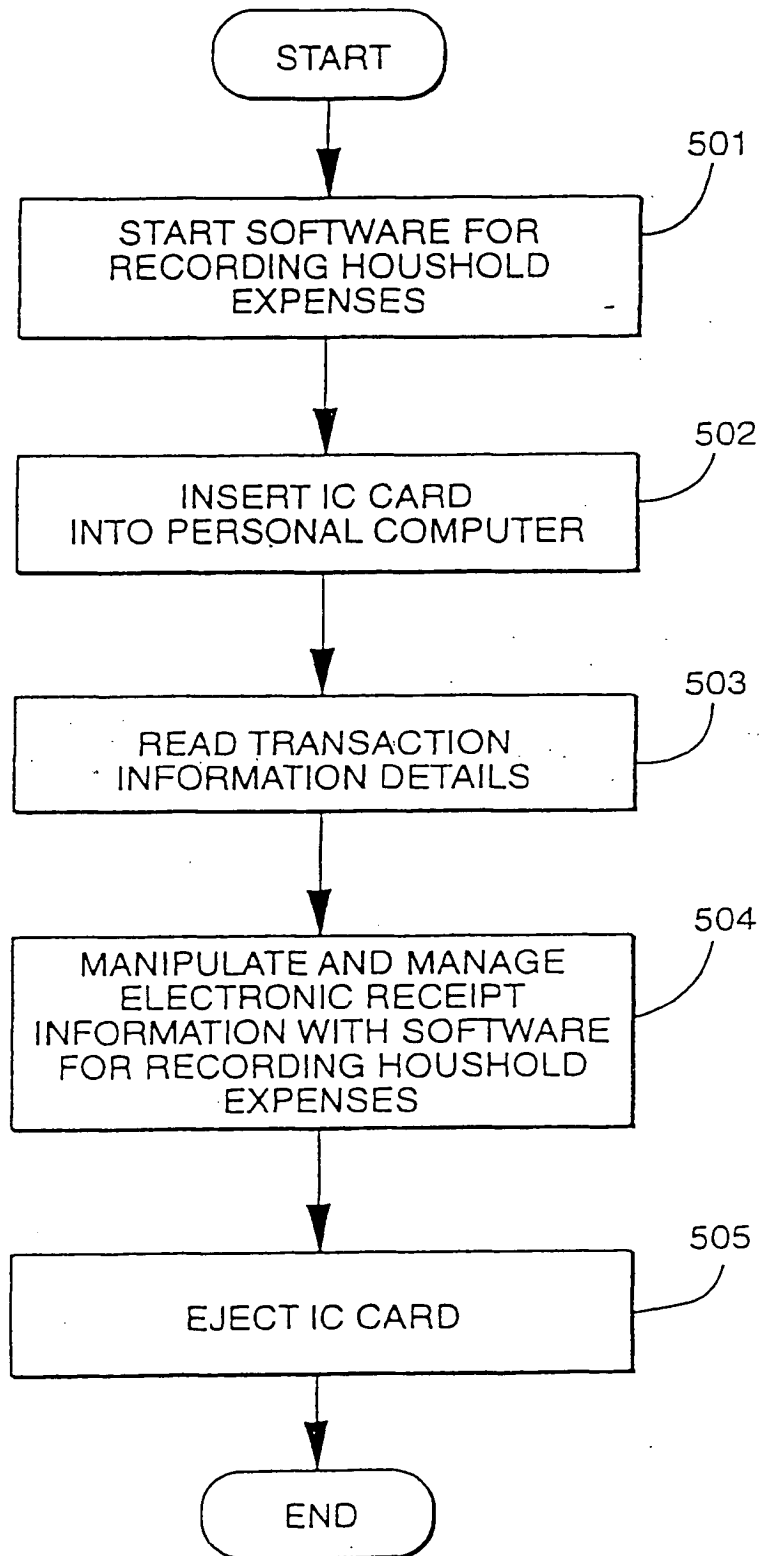 START
501
START SOFTWARE FOR
RECORDING HOUSHOLD
EXPENSES
502
INSERT IC CARD
INTO PERSONAL COMPUTER
503
READ TRANSACTION
INFORMATION DETAILS
504
MANIPULATE AND MANAGE
ELECTRONIC RECEIPT
INFORMATION WITH SOFTWARE
FOR RECORDING HOUSHOLD
EXPENSES
505
EJECT IC CARD
END